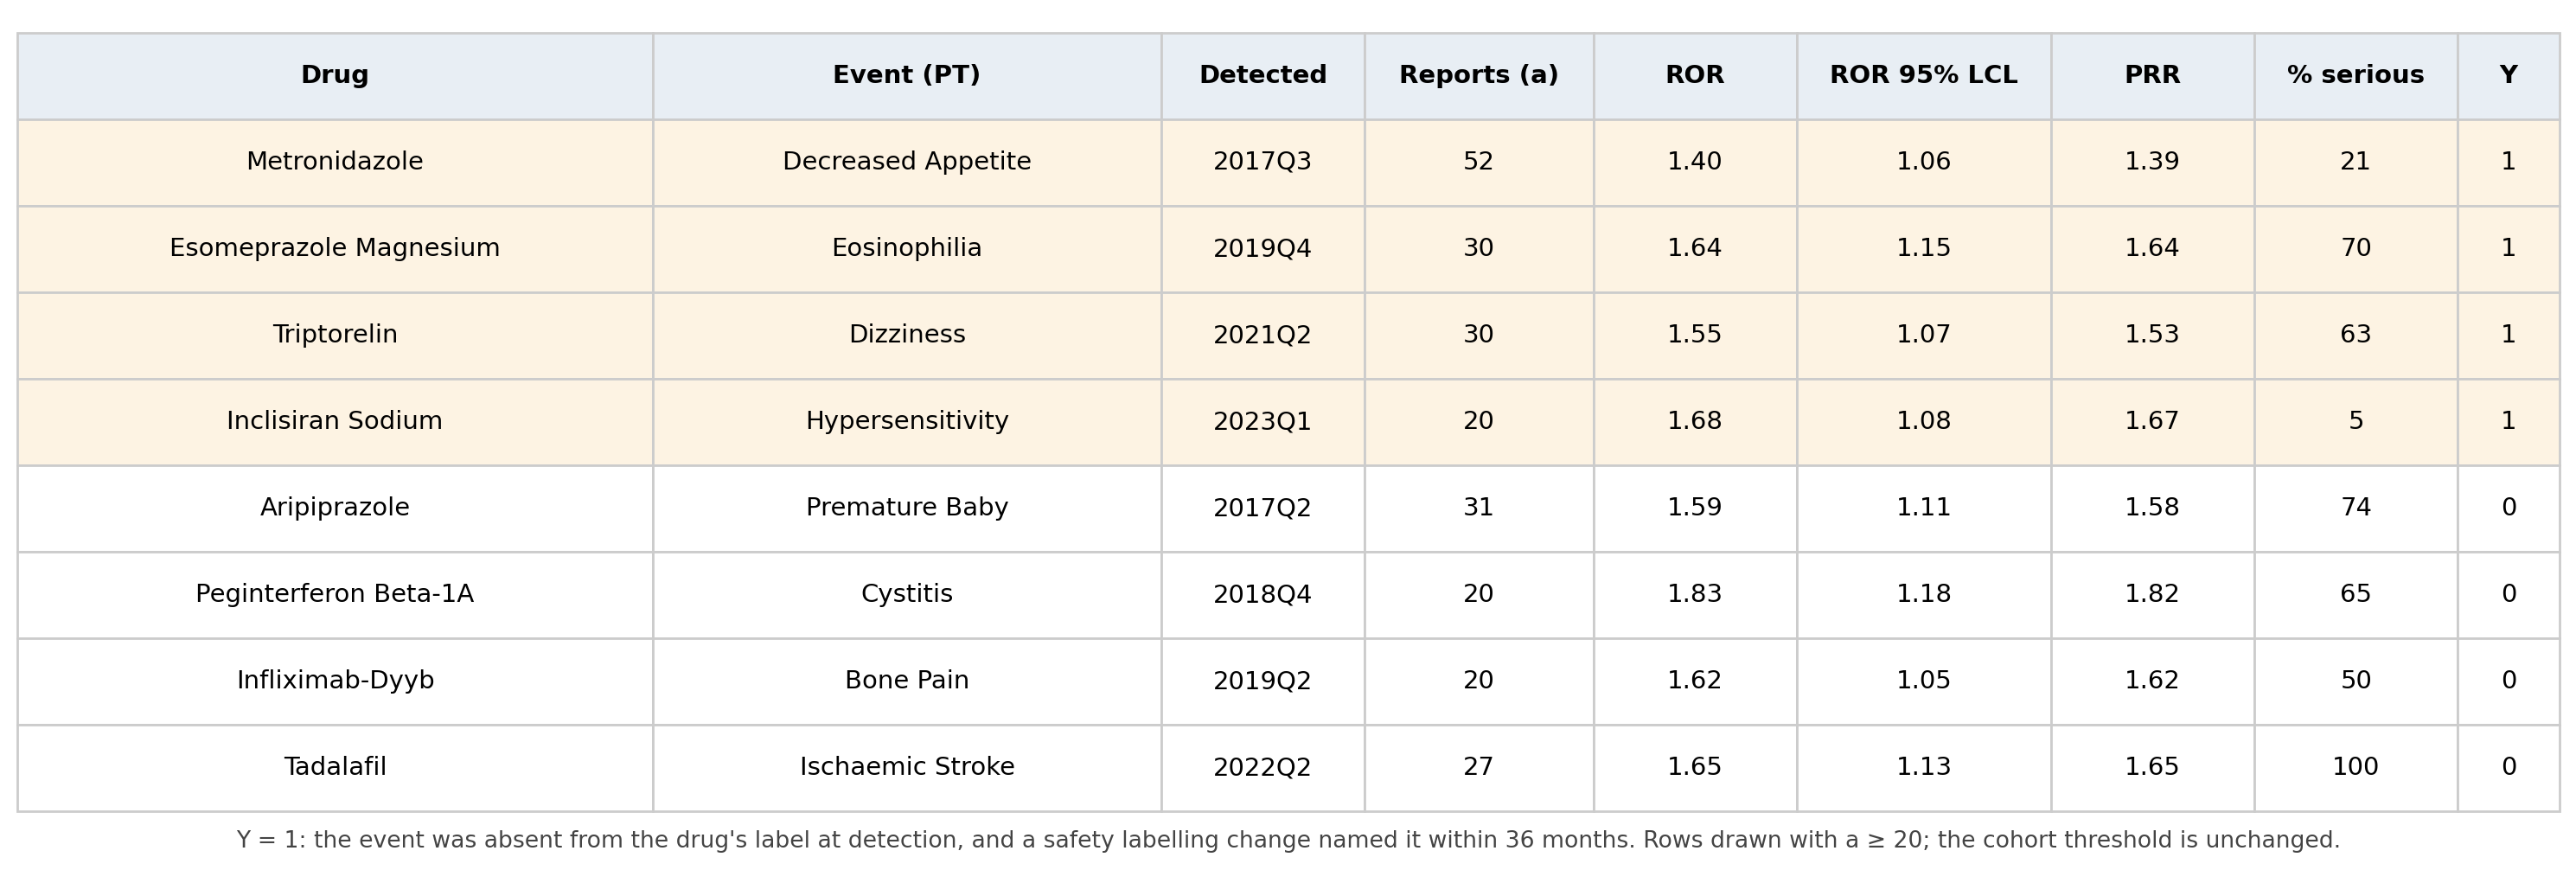 Drug Event (PT) Detected Reports (a) ROR ROR 95% LCL PRR % serious Y
Metronidazole Decreased Appetite 2017Q3 52 1.40 1.06 1.39 21 1
Esomeprazole Magnesium Eosinophilia 2019Q4 30 1.64 1.15 1.64 70 1
Triptorelin Dizziness 2021Q2 30 1.55 1.07 1.53 63 1
Inclisiran Sodium Hypersensitivity 2023Q1 20 1.68 1.08 1.67 5 1
Aripiprazole Premature Baby 2017Q2 31 1.59 1.11 1.58 74 0
Peginterferon Beta-1A Cystitis 2018Q4 20 1.83 1.18 1.82 65 0
Infliximab-Dyyb Bone Pain 2019Q2 20 1.62 1.05 1.62 50 0
Tadalafil Ischaemic Stroke 2022Q2 27 1.65 1.13 1.65 100 0
Y = 1: the event was absent from the drug's label at detection, and a safety labelling change named it within 36 months. Rows drawn with a ≥ 20; the cohort threshold is unchanged.